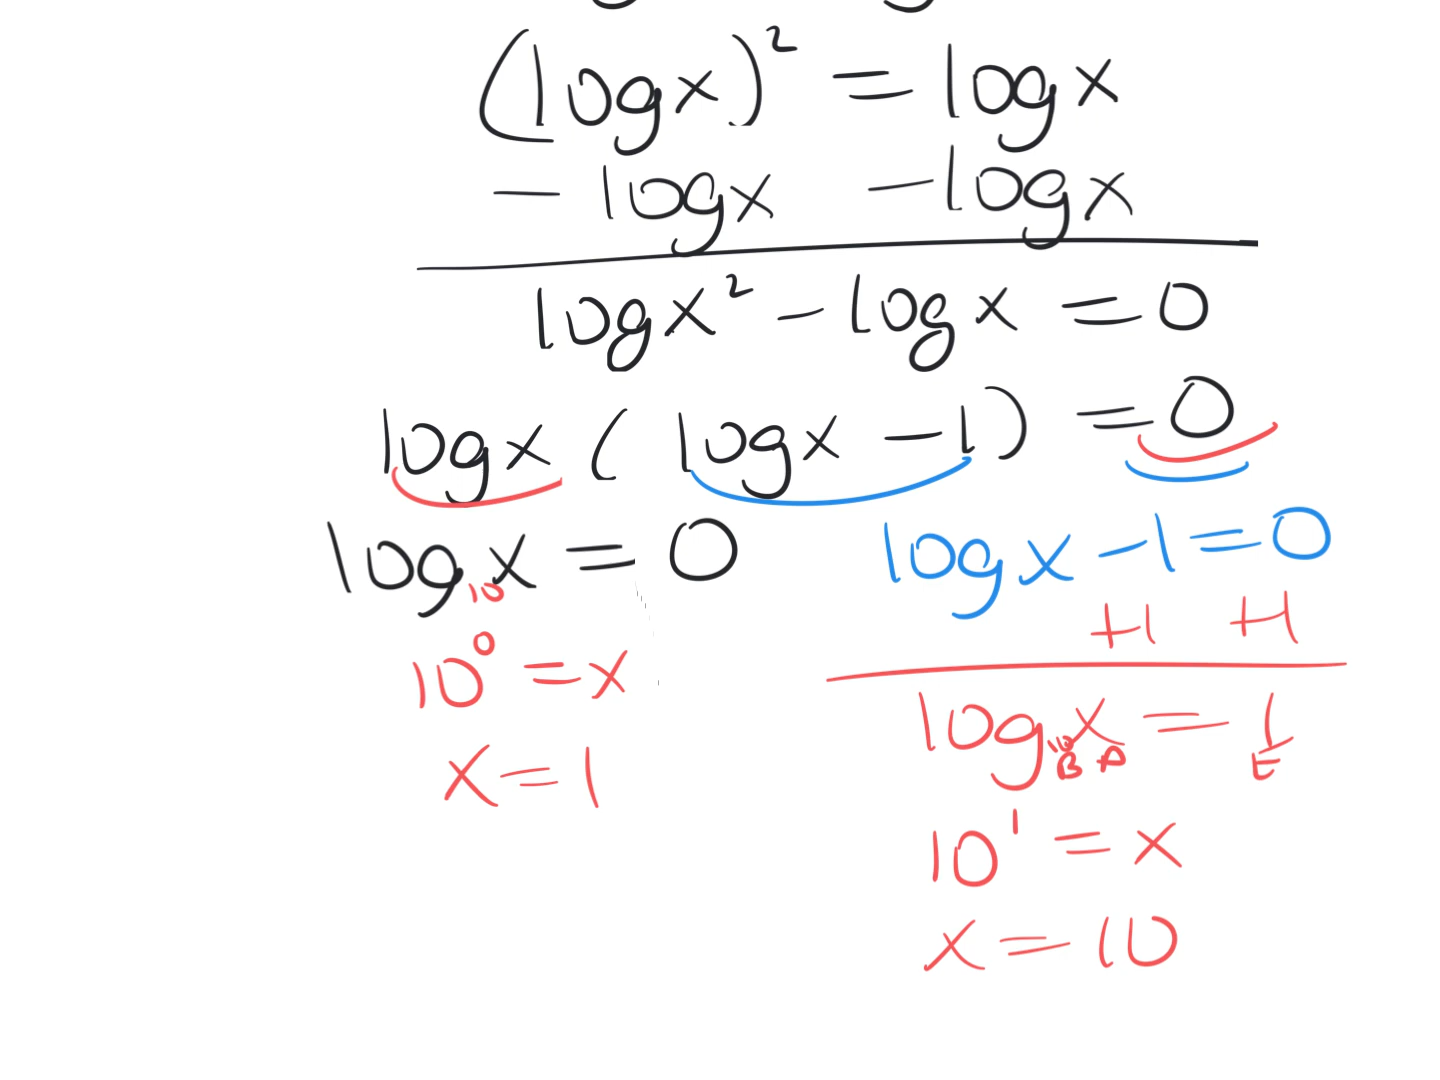 (log x)² = log x
- log x   - log x
log x² - log x = 0
log x ( log x - 1 ) = 0
log₁₀ x = 0   log x - 1 = 0
+1   +1
10⁰ = x   log₁₀ x = 1
B A E
x = 1   10¹ = x
x = 10